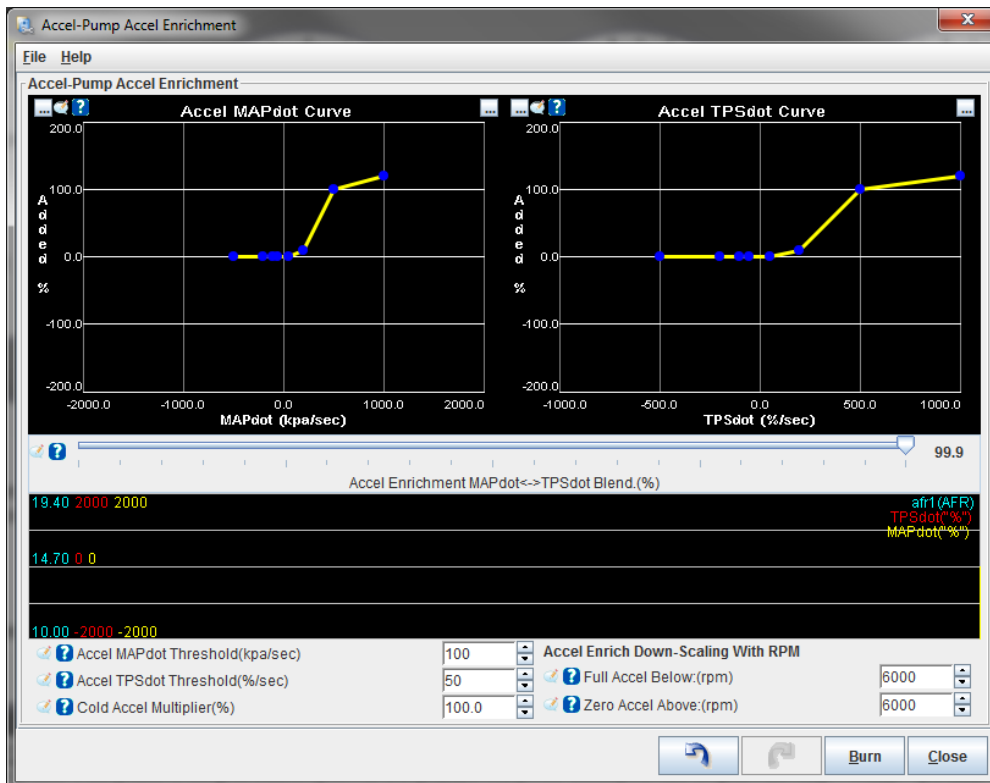 Accel-Pump Accel Enrichment
File Help
Accel-Pump Accel Enrichment
... ? Accel MAPdot Curve ...
200.0
100.0
0.0
-100.0
-200.0
Added %
-2000.0 -1000.0 0.0 1000.0 2000.0
MAPdot (kpa/sec)
... ? Accel TPSdot Curve ...
200.0
100.0
0.0
-100.0
-200.0
Added %
-1000.0 -500.0 0.0 500.0 1000.0
TPSdot (%/sec)
? 99.9
Accel Enrichment MAPdot<->TPSdot Blend.(%)
19.40 2000 2000 afr1(AFR)
TPSdot("%")
MAPdot("%")
14.70 0 0
10.00 -2000 -2000
? Accel MAPdot Threshold(kpa/sec) 100
? Accel TPSdot Threshold(%/sec) 50
? Cold Accel Multiplier(%) 100.0
Accel Enrich Down-Scaling With RPM
? Full Accel Below:(rpm) 6000
? Zero Accel Above:(rpm) 6000
Burn Close